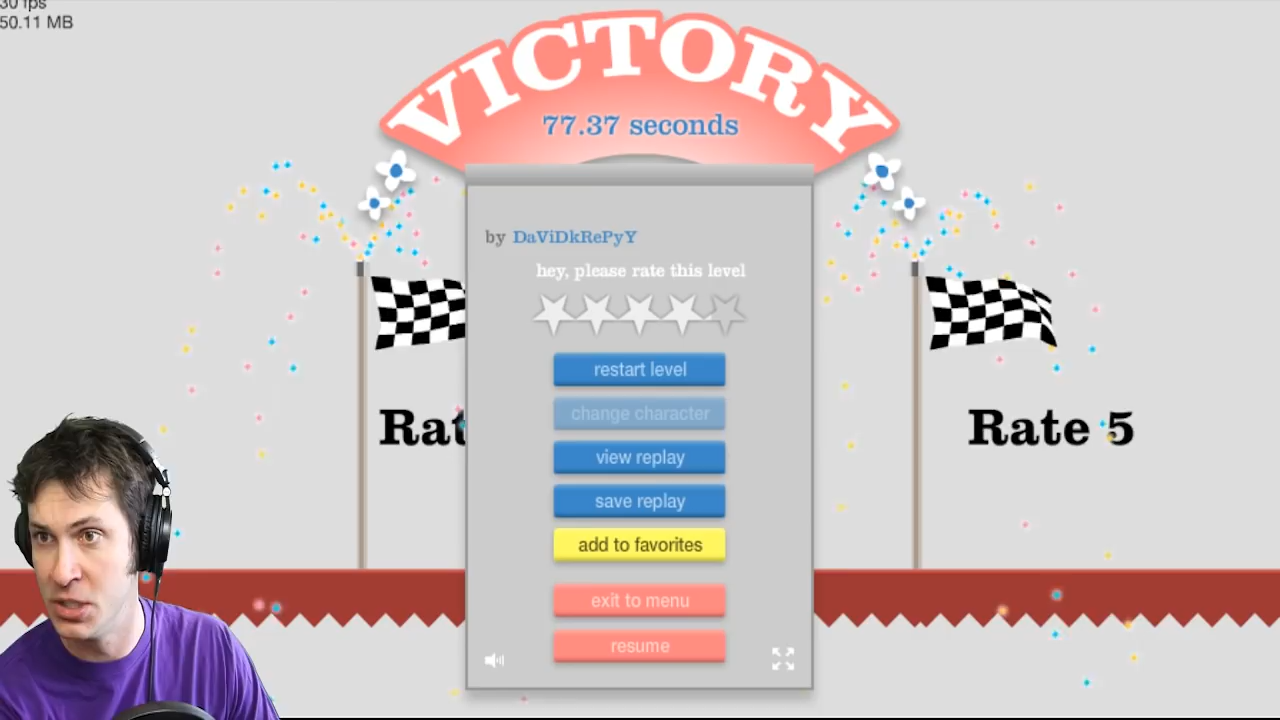 30 fps
50.11 MB
VICTORY
77.37 seconds
by DaViDkRePyY
hey, please rate this level
restart level
change character
view replay
save replay
add to favorites
exit to menu
resume
Rat
Rate 5